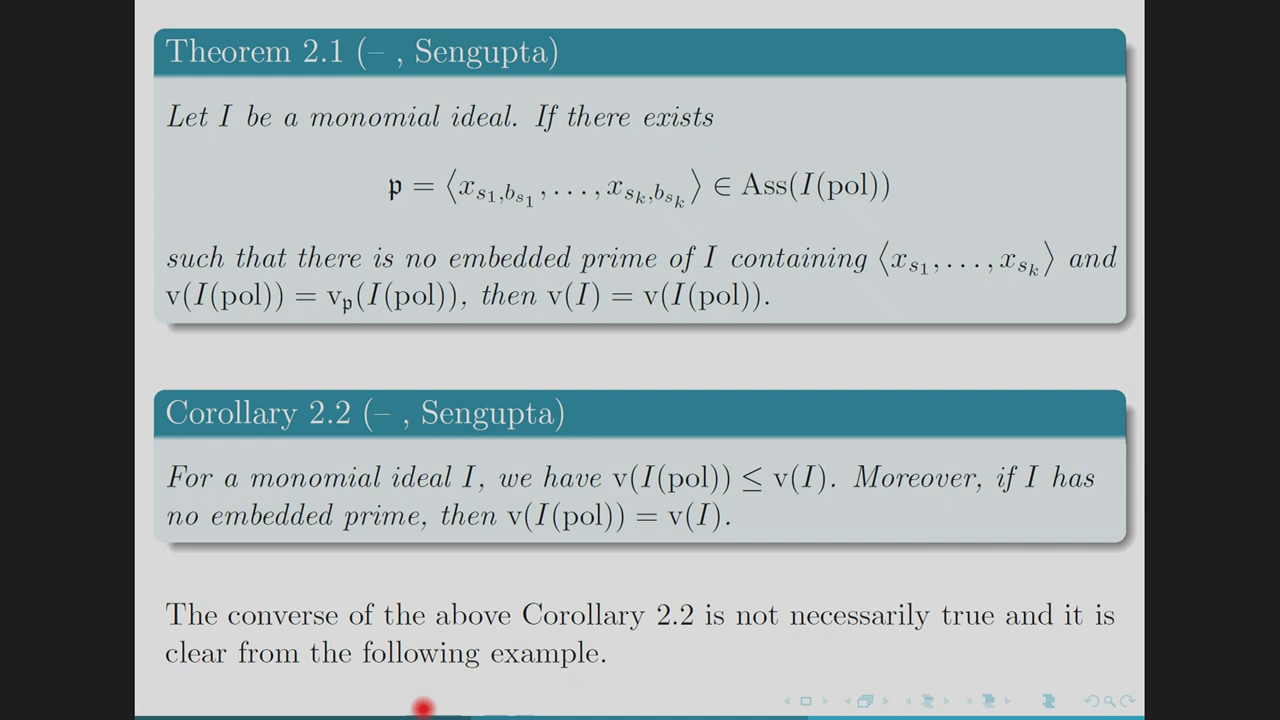 Theorem 2.1 (– , Sengupta)
Let I be a monomial ideal. If there exists
𝔭 = ⟨x_{s_1,b_{s_1}}, . . . , x_{s_k,b_{s_k}}⟩ ∈ Ass(I(pol))
such that there is no embedded prime of I containing ⟨x_{s_1}, . . . , x_{s_k}⟩ and
v(I(pol)) = v_𝔭(I(pol)), then v(I) = v(I(pol)).
Corollary 2.2 (– , Sengupta)
For a monomial ideal I, we have v(I(pol)) ≤ v(I). Moreover, if I has
no embedded prime, then v(I(pol)) = v(I).
The converse of the above Corollary 2.2 is not necessarily true and it is
clear from the following example.